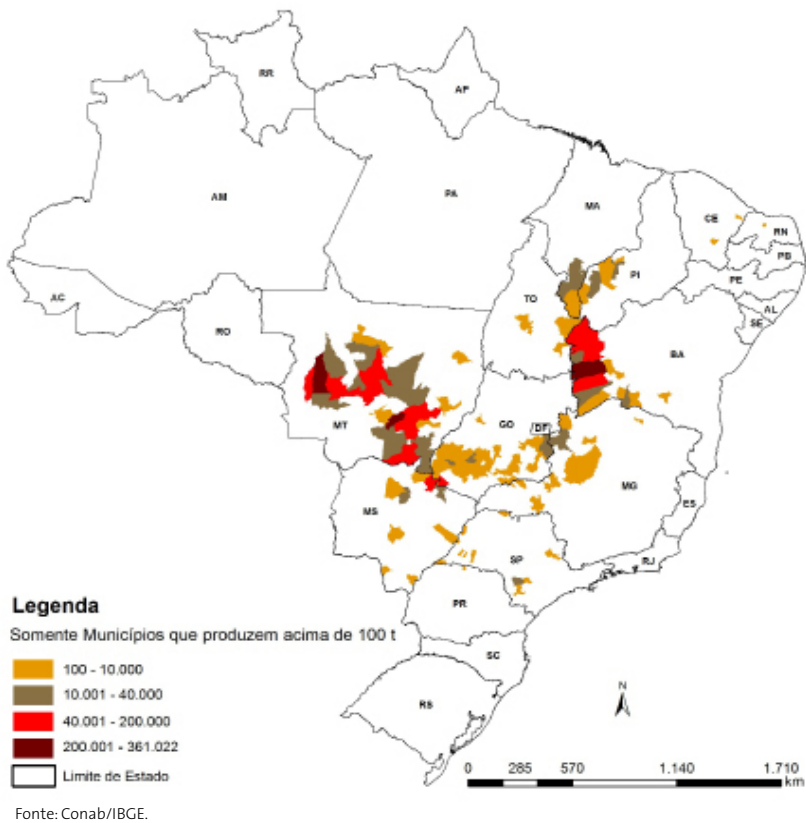 RR
AP
AM
PA
MA
CE
RN
PB
PI
PE
AL
SE
AC
TO
RO
BA
MT
GO
DF
MG
ES
MS
SP
RJ
PR
SC
RS
Legenda
Somente Municípios que produzem acima de 100 t
100 - 10.000
10.001 - 40.000
40.001 - 200.000
200.001 - 361.022
Limite de Estado
N
0 285 570 1.140 1.710
km
Fonte: Conab/IBGE.